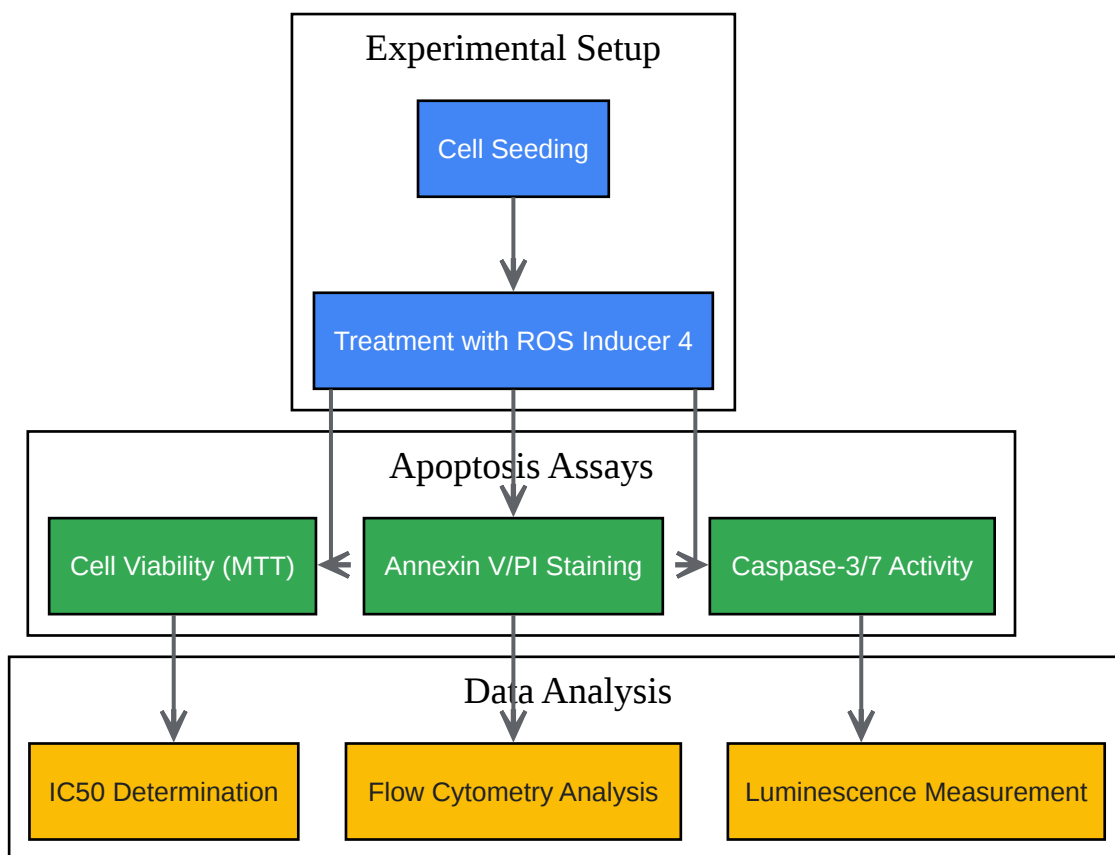 Experimental Setup
Cell Seeding
Treatment with ROS Inducer 4
Apoptosis Assays
Cell Viability (MTT)
Annexin V/PI Staining
Caspase-3/7 Activity
Data Analysis
IC50 Determination
Flow Cytometry Analysis
Luminescence Measurement